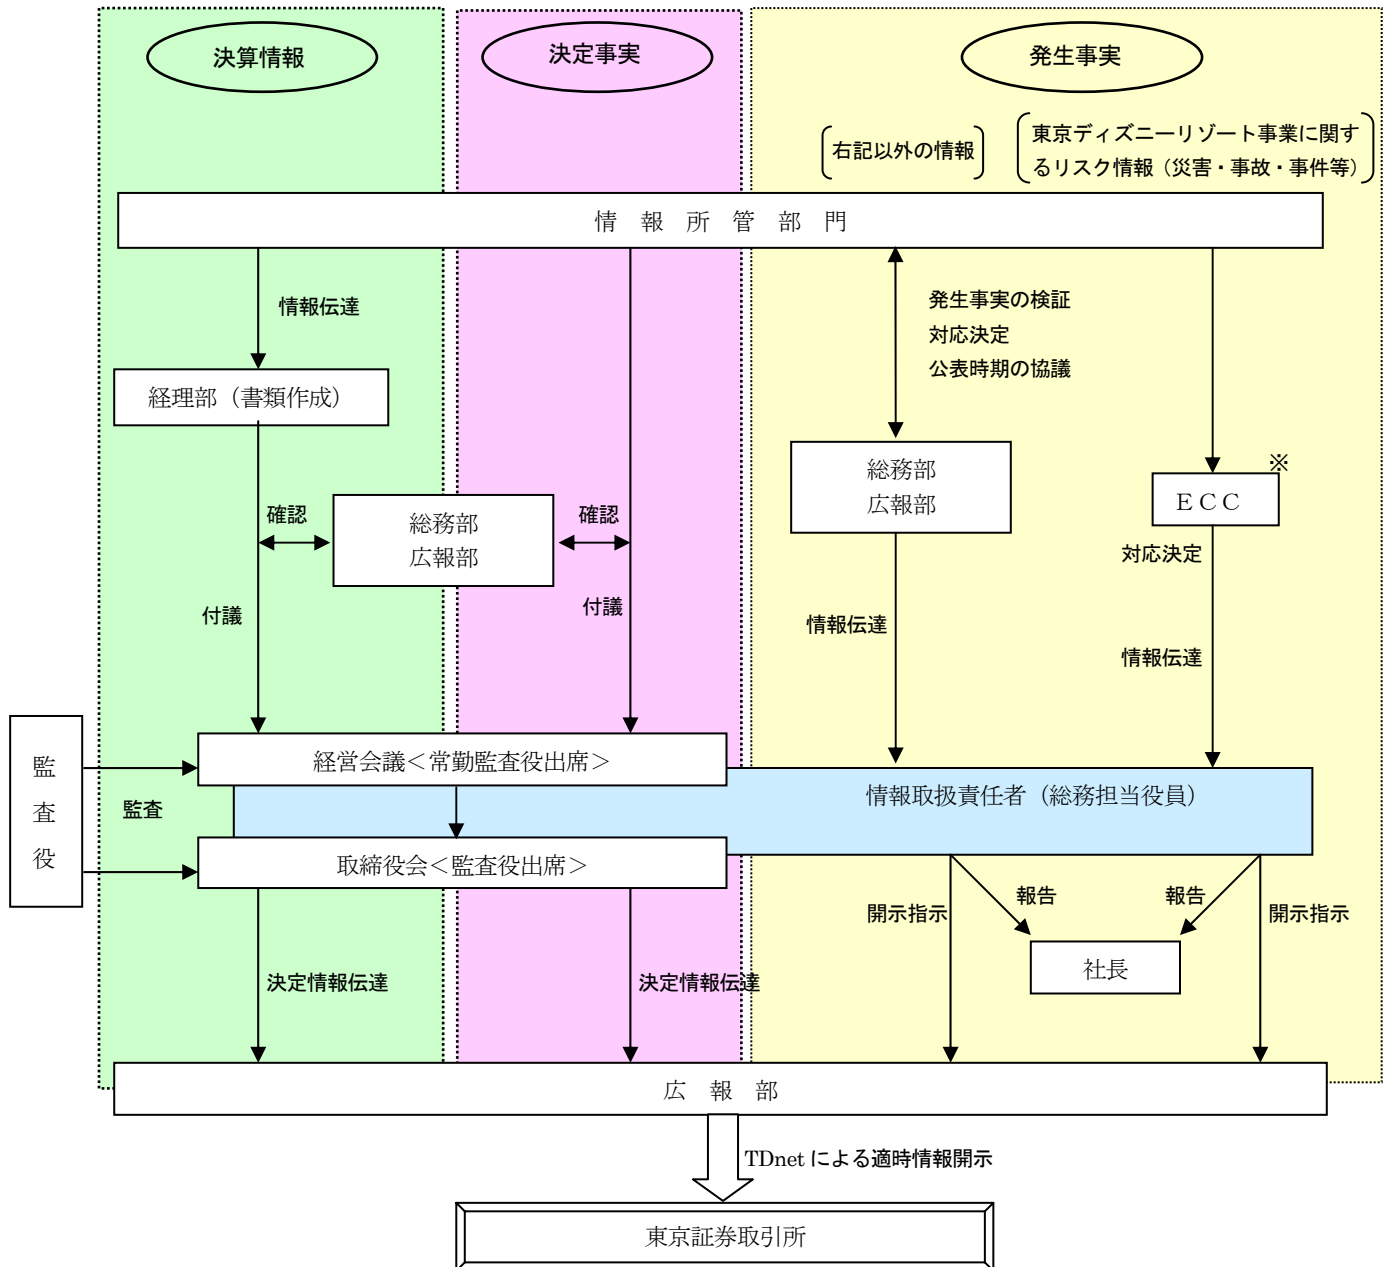 決算情報
決定事実
発生事実
右記以外の情報
東京ディズニーリゾート事業に関す
るリスク情報（災害・事故・事件等）
情報所管部門
情報伝達
発生事実の検証
対応決定
公表時期の協議
経理部（書類作成）
総務部
広報部
※
ＥＣＣ
確認
総務部
広報部
確認
対応決定
付議
付議
情報伝達
情報伝達
監査役
経営会議＜常勤監査役出席＞
情報取扱責任者（総務担当役員）
監査
取締役会＜監査役出席＞
開示指示
報告
報告
開示指示
社長
決定情報伝達
決定情報伝達
広報部
TDnet による適時情報開示
東京証券取引所